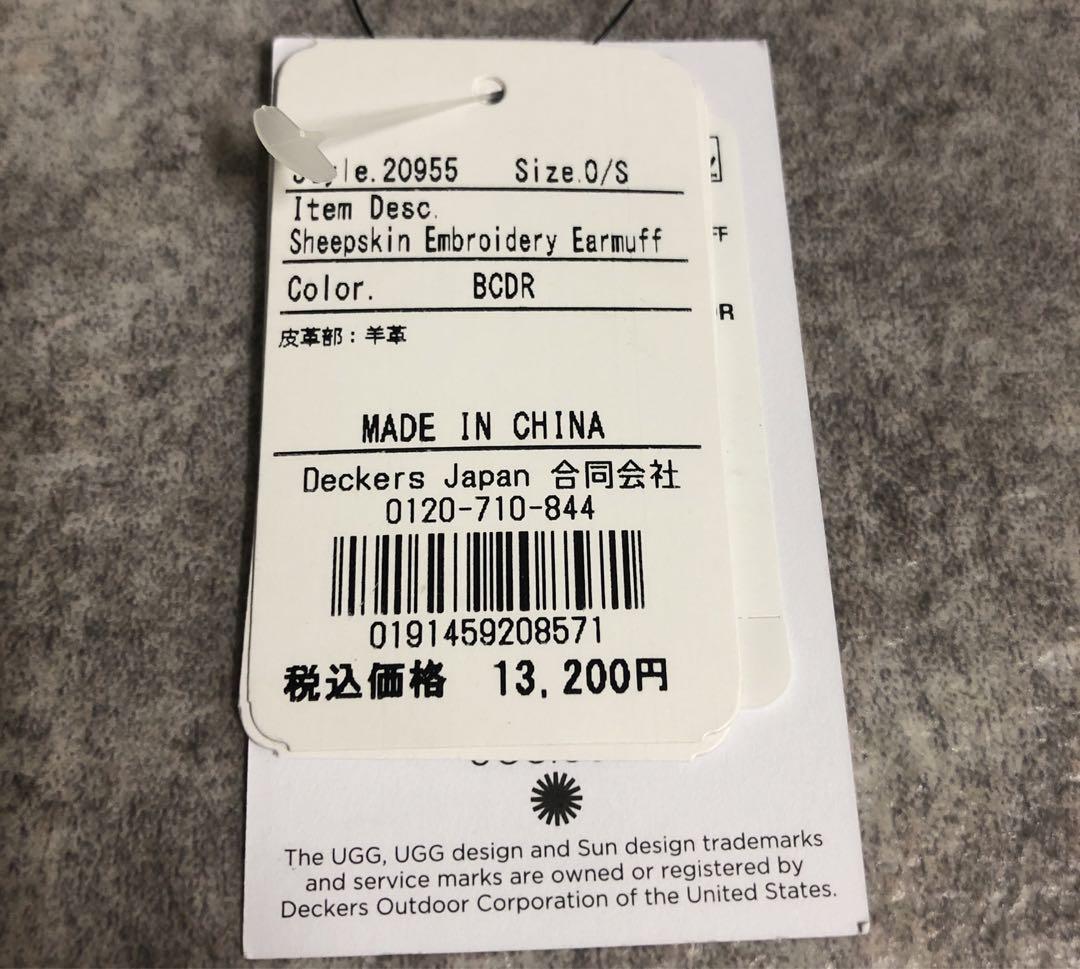 .20955 Size.O/S
Item Desc.
Sheepskin Embroidery Earmuff
Color. BCDR
皮革部：羊革
MADE IN CHINA
Deckers Japan 合同会社
0120-710-844
0191459208571
税込価格 13,200円
The UGG, UGG design and Sun design trademarks
and service marks are owned or registered by
Deckers Outdoor Corporation of the United States.